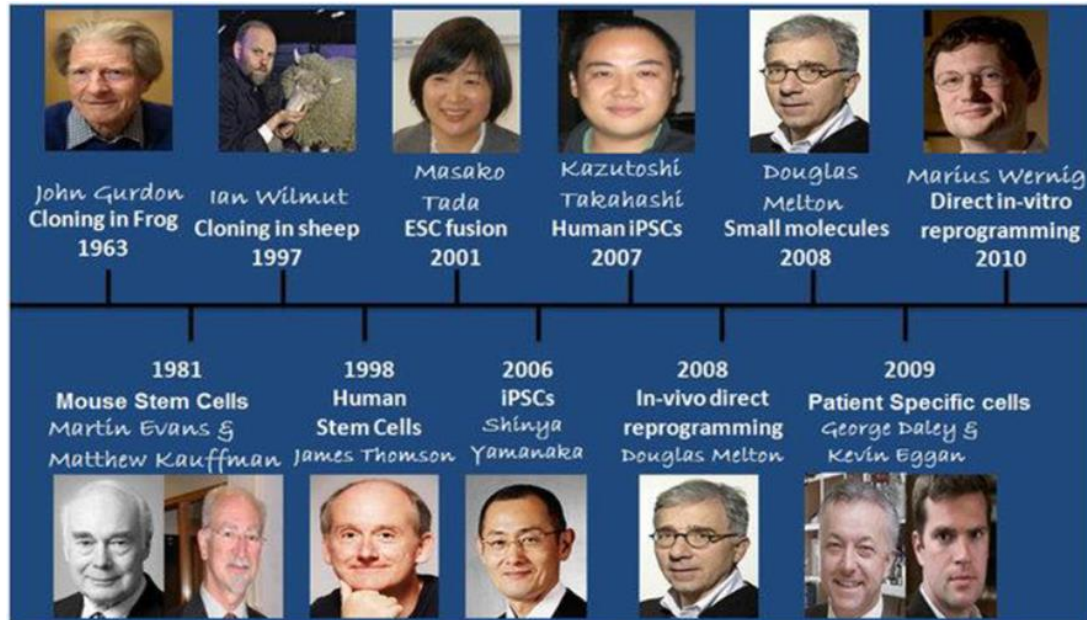 John Gurdon
Cloning in Frog
1963
Ian Wilmut
Cloning in sheep
1997
Masako
Tada
ESC fusion
2001
Kazutoshi
Takahashi
Human iPSCs
2007
Douglas
Melton
Small molecules
2008
Marius Wernig
Direct in-vitro
reprogramming
2010
1981
Mouse Stem Cells
Martin Evans &
Matthew Kauffman
1998
Human
Stem Cells
James Thomson
2006
iPSCs
Shinya
Yamanaka
2008
In-vivo direct
reprogramming
Douglas Melton
2009
Patient Specific cells
George Daley &
Kevin Eggan